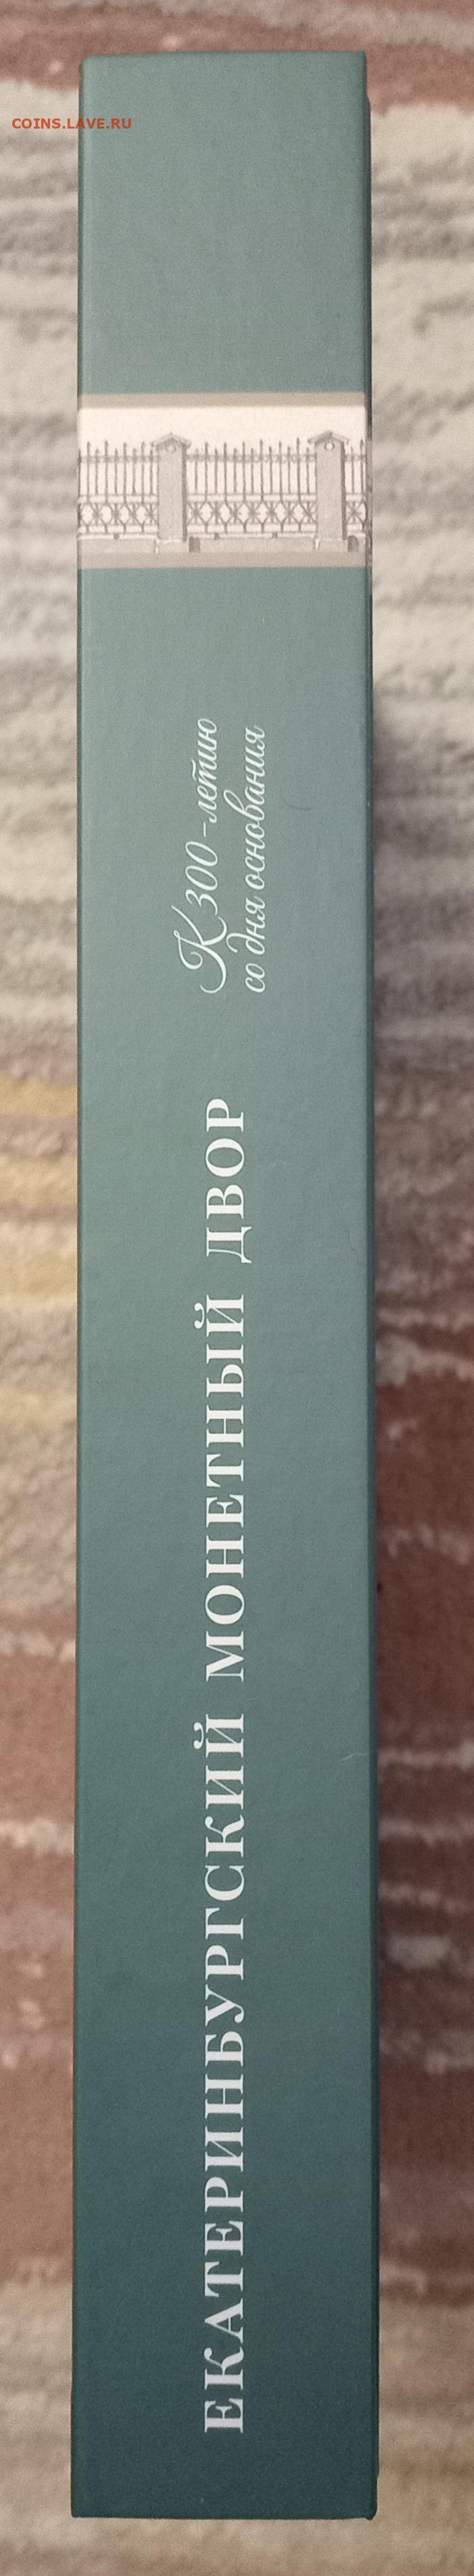 COINS.LAVE.RU
К 300-летию
со дня основания
ЕКАТЕРИНБУРГСКИЙ МОНЕТНЫЙ ДВОР